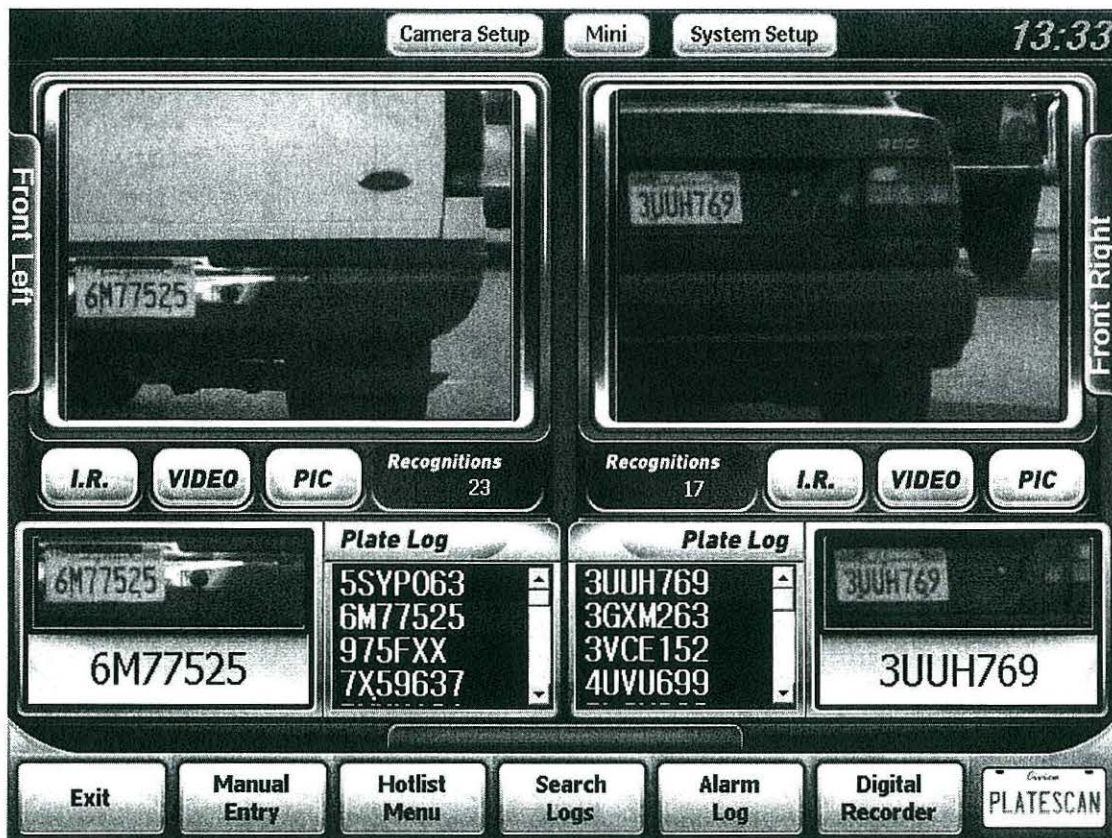 Camera Setup
Mini
System Setup
13:33
Front Left
6M77525
3UUH769
Front Right
I.R.
VIDEO
PIC
Recognitions
23
Recognitions
17
I.R.
VIDEO
PIC
6M77525
6M77525
Plate Log
5SYP063
6M77525
975FXX
7X59637
Plate Log
3UUH769
3GXM263
3VCE152
4UVU699
3UUH769
3UUH769
Exit
Manual
Entry
Hotlist
Menu
Search
Logs
Alarm
Log
Digital
Recorder
Civica
PLATESCAN